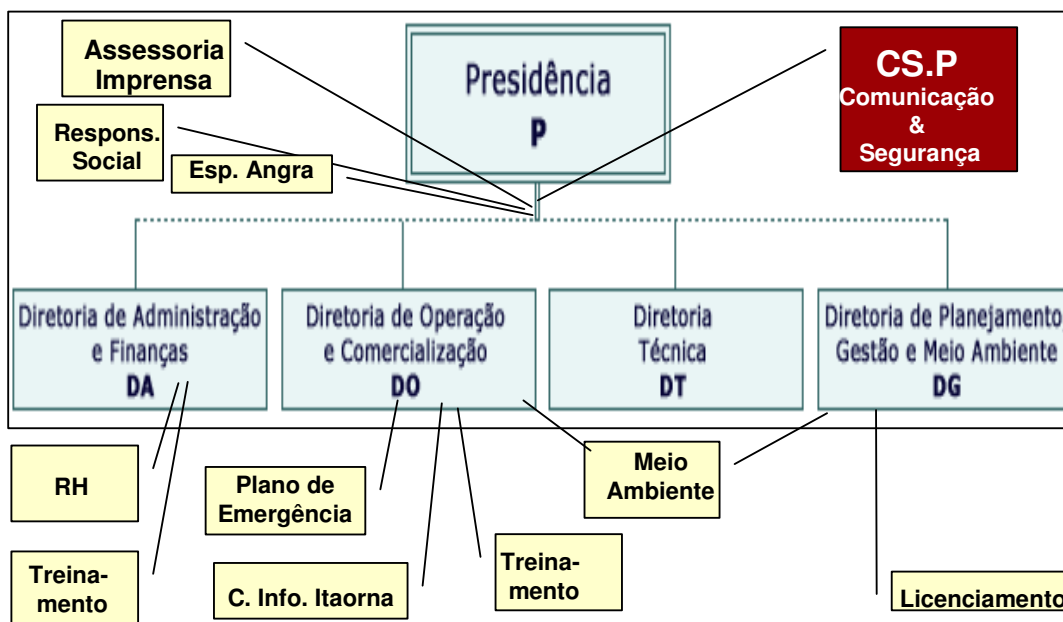 Assessoria
Imprensa
Presidência
P
CS.P
Comunicação
&
Segurança
Respons.
Social
Esp. Angra
Diretoria de Administração
e Finanças
DA
Diretoria de Operação
e Comercialização
DO
Diretoria
Técnica
DT
Diretoria de Planejamento
Gestão e Meio Ambiente
DG
RH
Plano de
Emergência
Meio
Ambiente
Treina-
mento
C. Info. Itaorna
Treina-
mento
Licenciamento